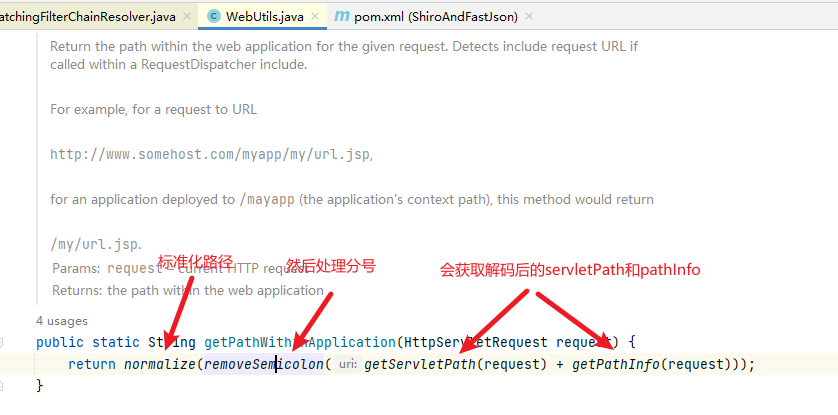 atchingFilterChainResolver.java × WebUtils.java × pom.xml (ShiroAndFastJson) ×
Return the path within the web application for the given request. Detects include request URL if
called within a RequestDispatcher include.
For example, for a request to URL
http://www.somehost.com/myapp/my/url.jsp,
for an application deployed to /mayapp (the application's context path), this method would return
/my/url.jsp.
标准化路径 然后处理分号 会获取解码后的servletPath和pathInfo
Params: request – current HTTP request
Returns: the path within the web application
4 usages
public static String getPathWithinApplication(HttpServletRequest request) {
return normalize(removeSemicolon( uri: getServletPath(request) + getPathInfo(request)));
}